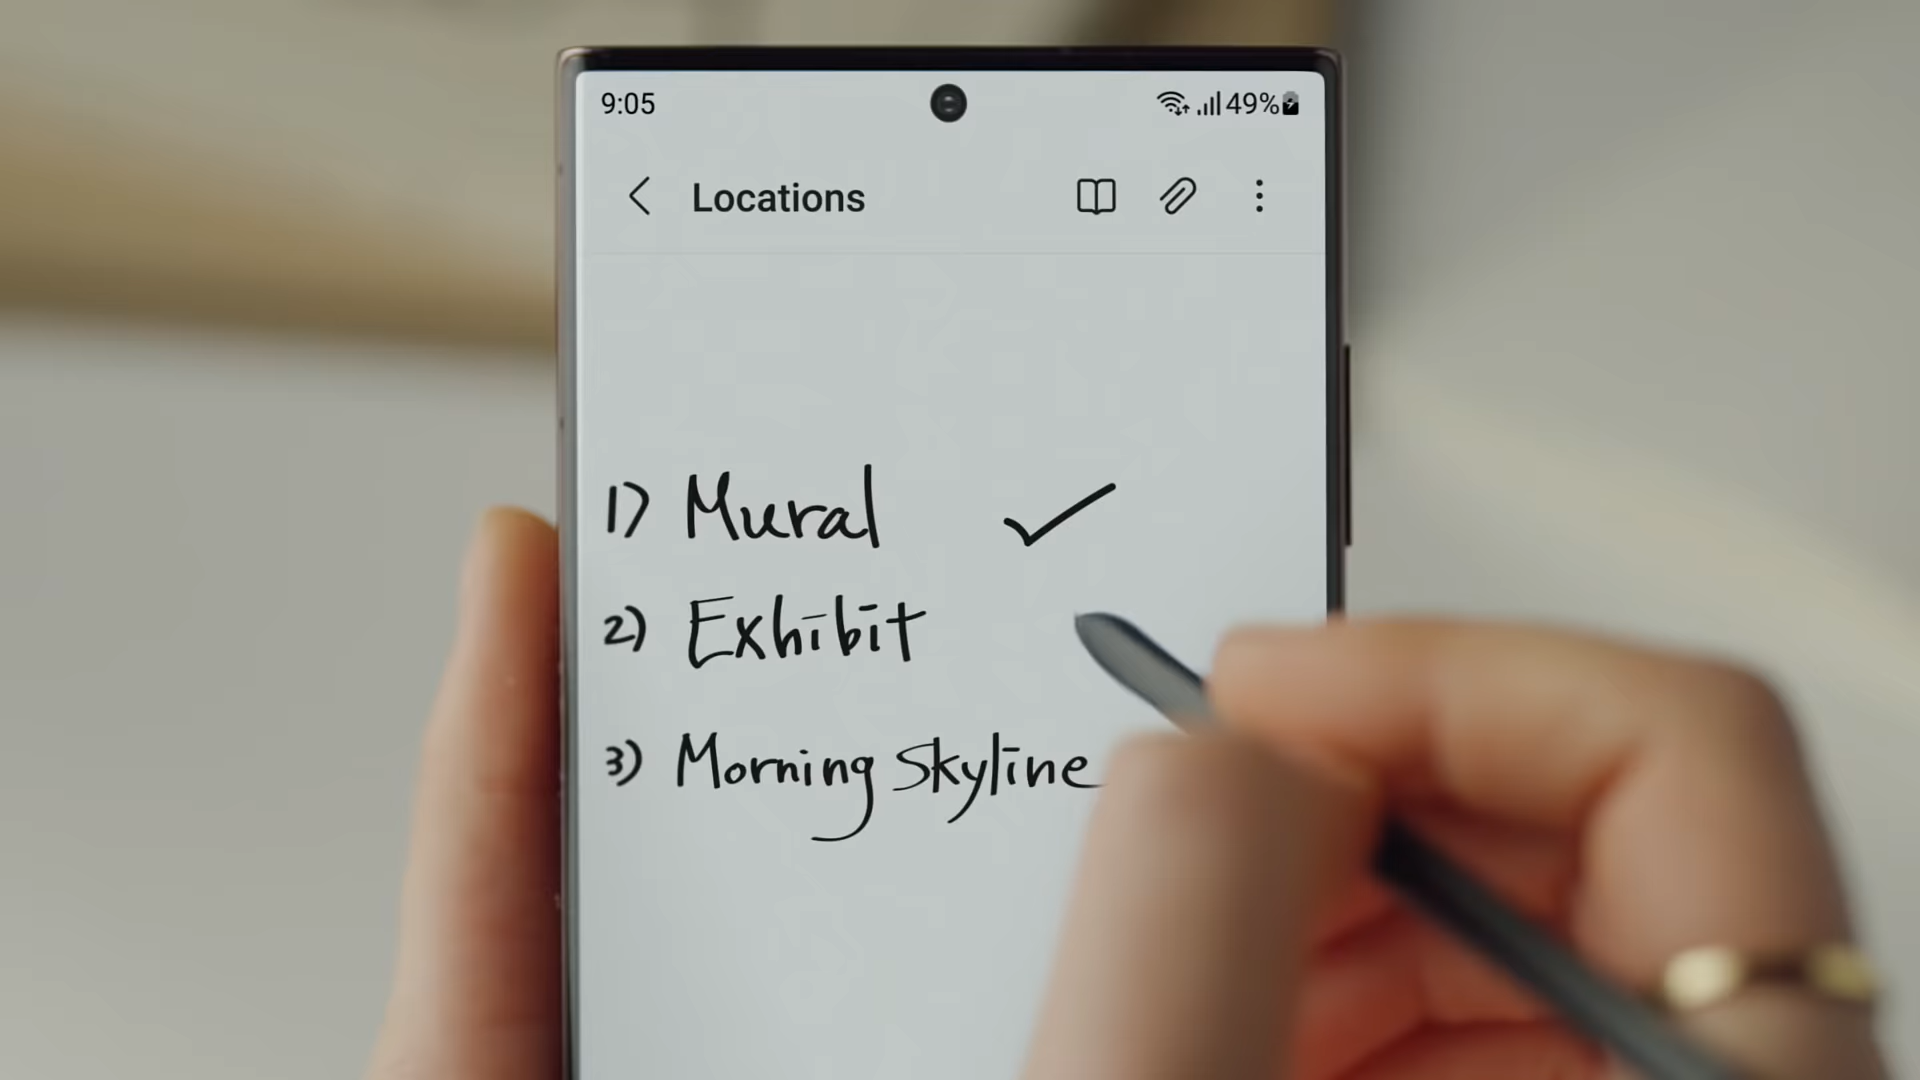 9:05 49%
Locations
1) Mural ✓
2) Exhibit
3) Morning Skyline